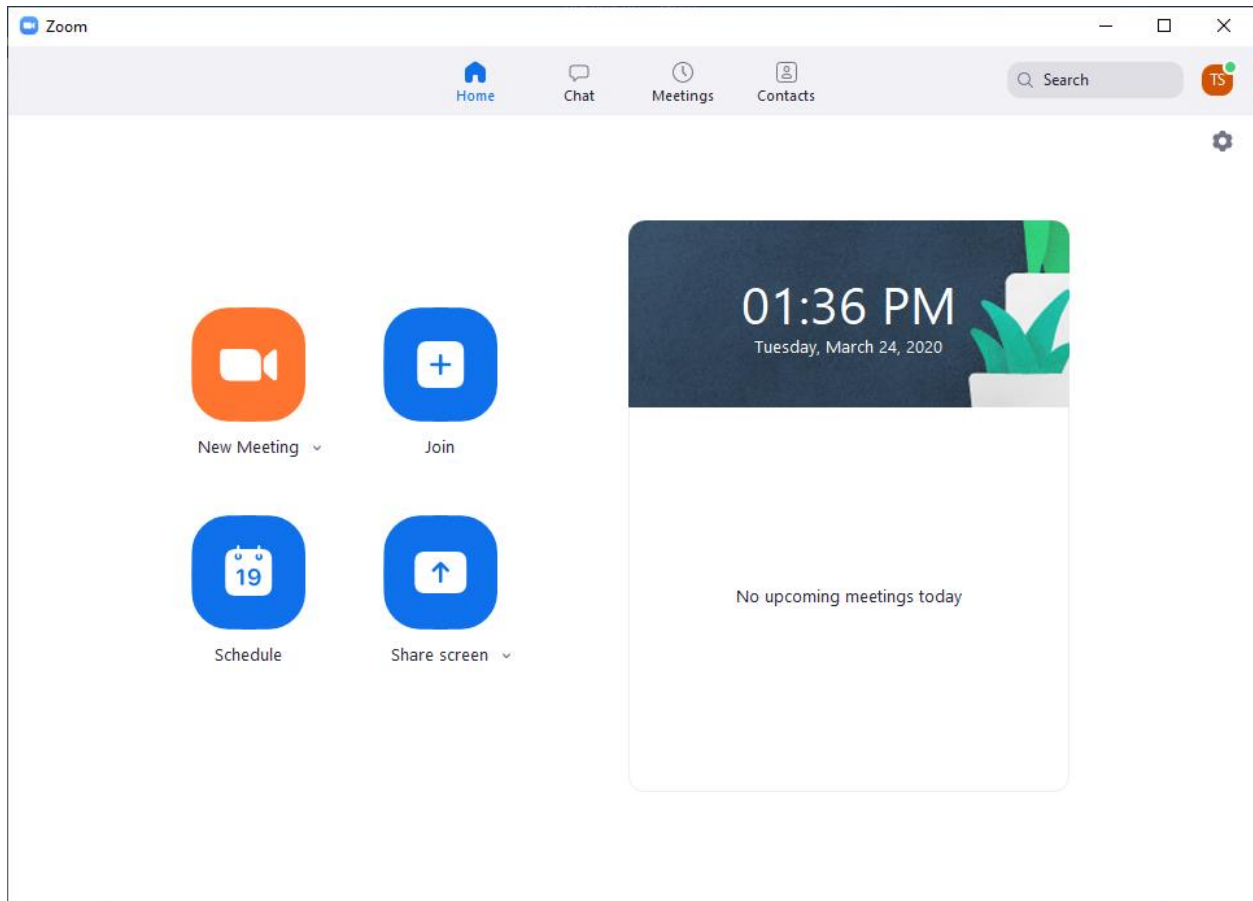 Zoom
Home
Chat
Meetings
Contacts
Search
TS
01:36 PM
Tuesday, March 24, 2020
New Meeting
Join
19
Schedule
Share screen
No upcoming meetings today